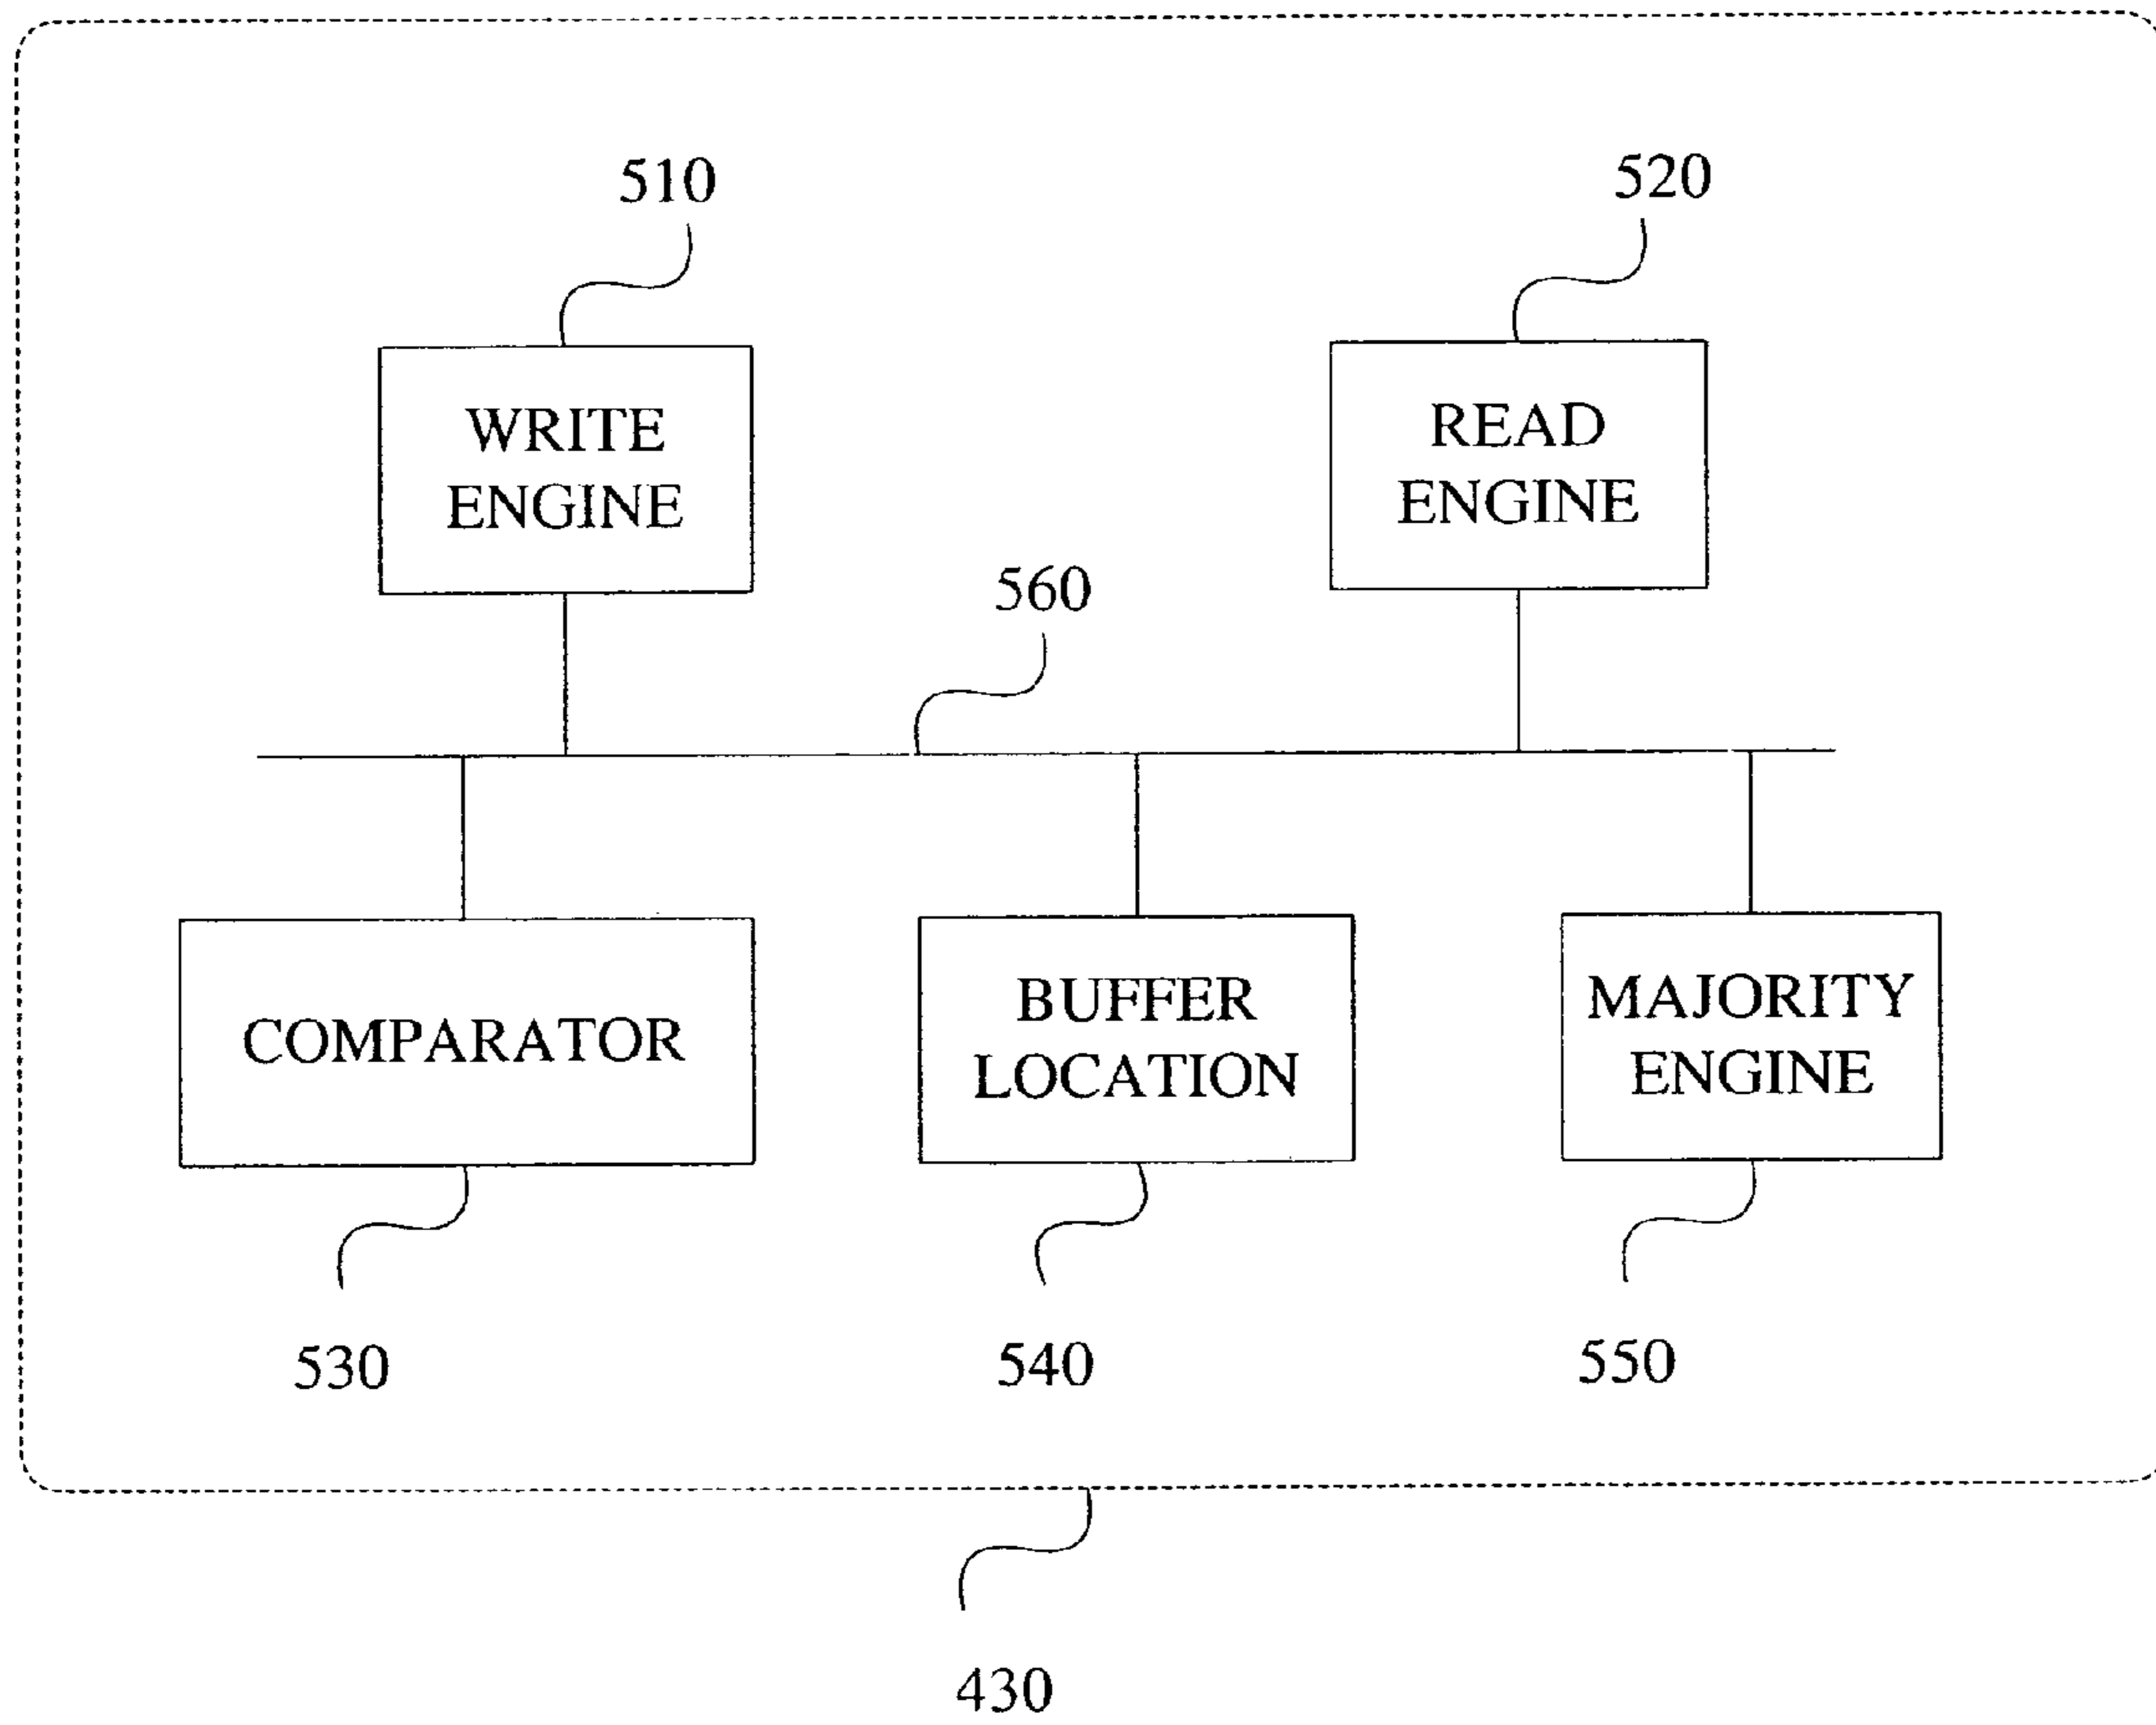 510
520
WRITE
ENGINE
READ
ENGINE
560
COMPARATOR
BUFFER
LOCATION
MAJORITY
ENGINE
530
540
550
430